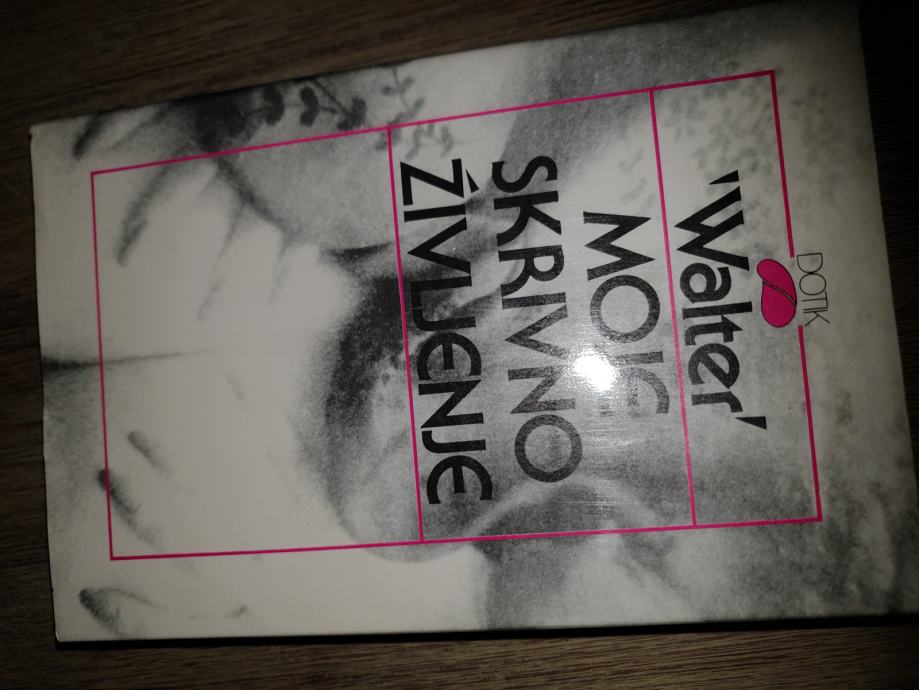 DOTIK
'Walter'
MOJE
SKRIVNO
ŽIVLJENJE